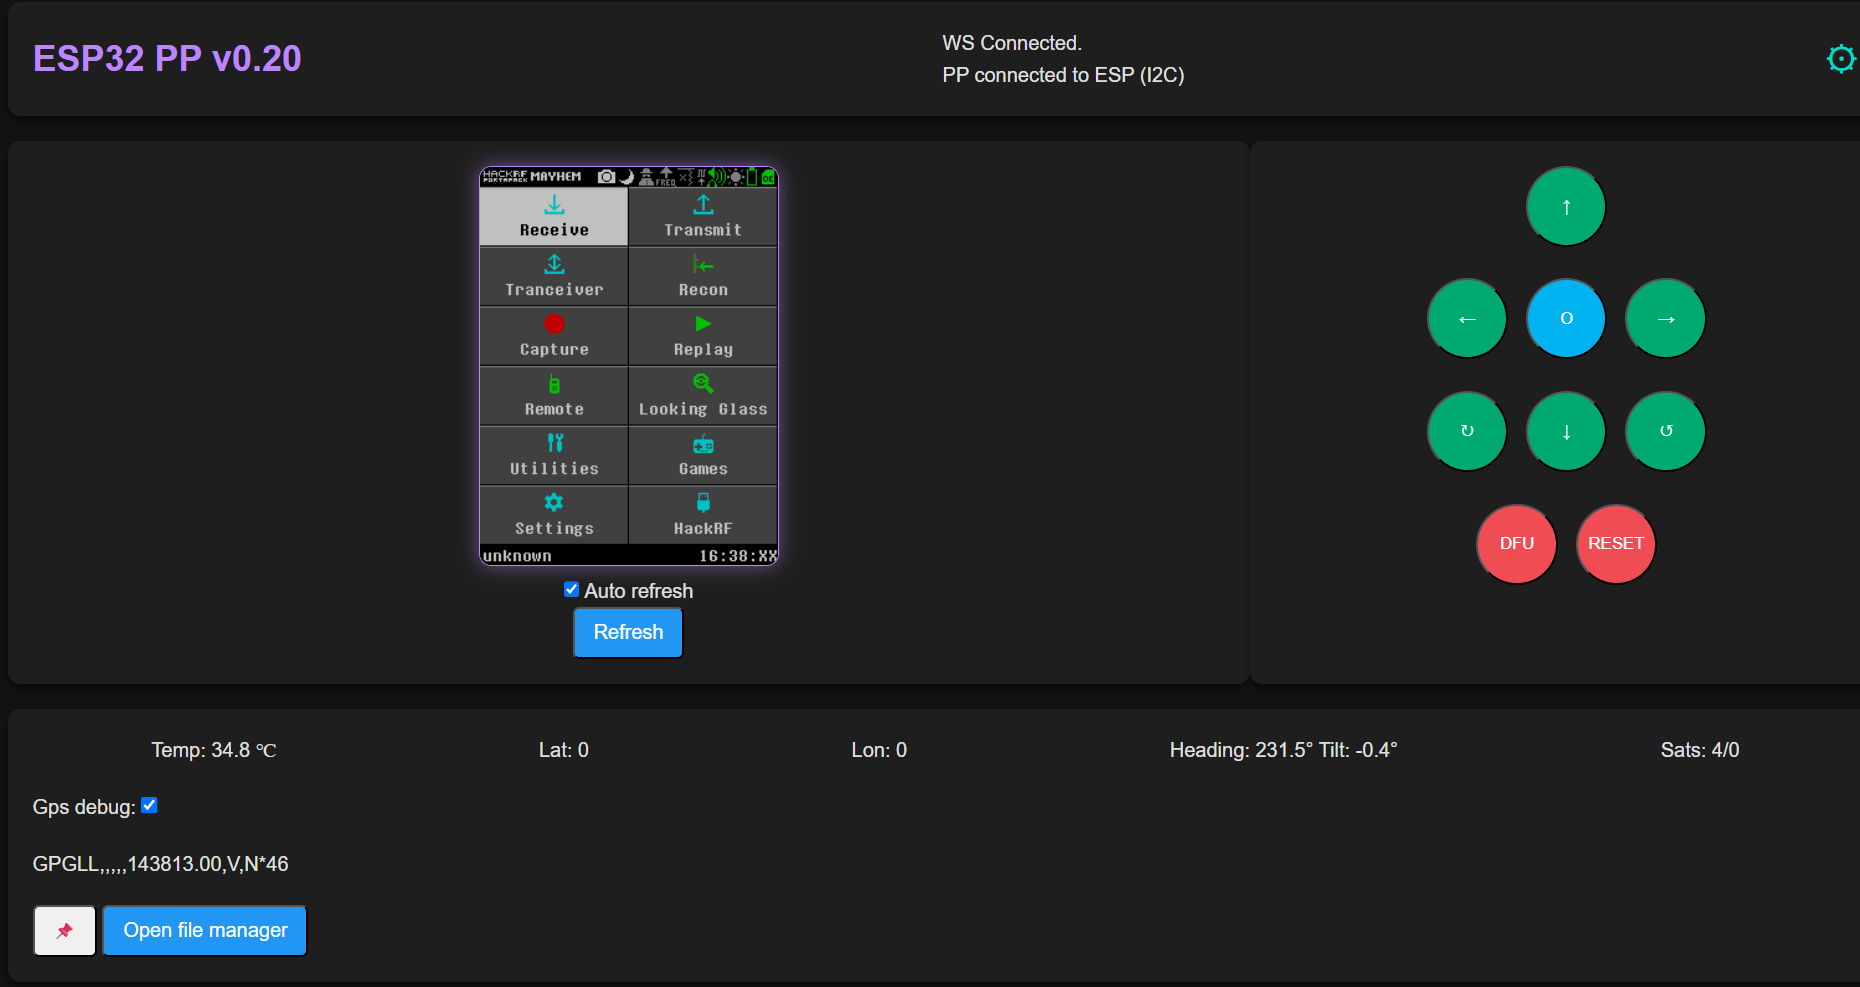 ESP32 PP v0.20
WS Connected.
PP connected to ESP (I2C)
HACKRF PORTAPACK MAYHEM FREQ OK
Receive Transmit
Tranceiver Recon
Capture Replay
Remote Looking Glass
Utilities Games
Settings HackRF
unknown 16:38:XX
Auto refresh
Refresh
↑
← O →
↻ ↓ ↺
DFU RESET
Temp: 34.8 °C Lat: 0 Lon: 0 Heading: 231.5° Tilt: -0.4° Sats: 4/0
Gps debug:
GPGLL,,,,,143813.00,V,N*46
Open file manager